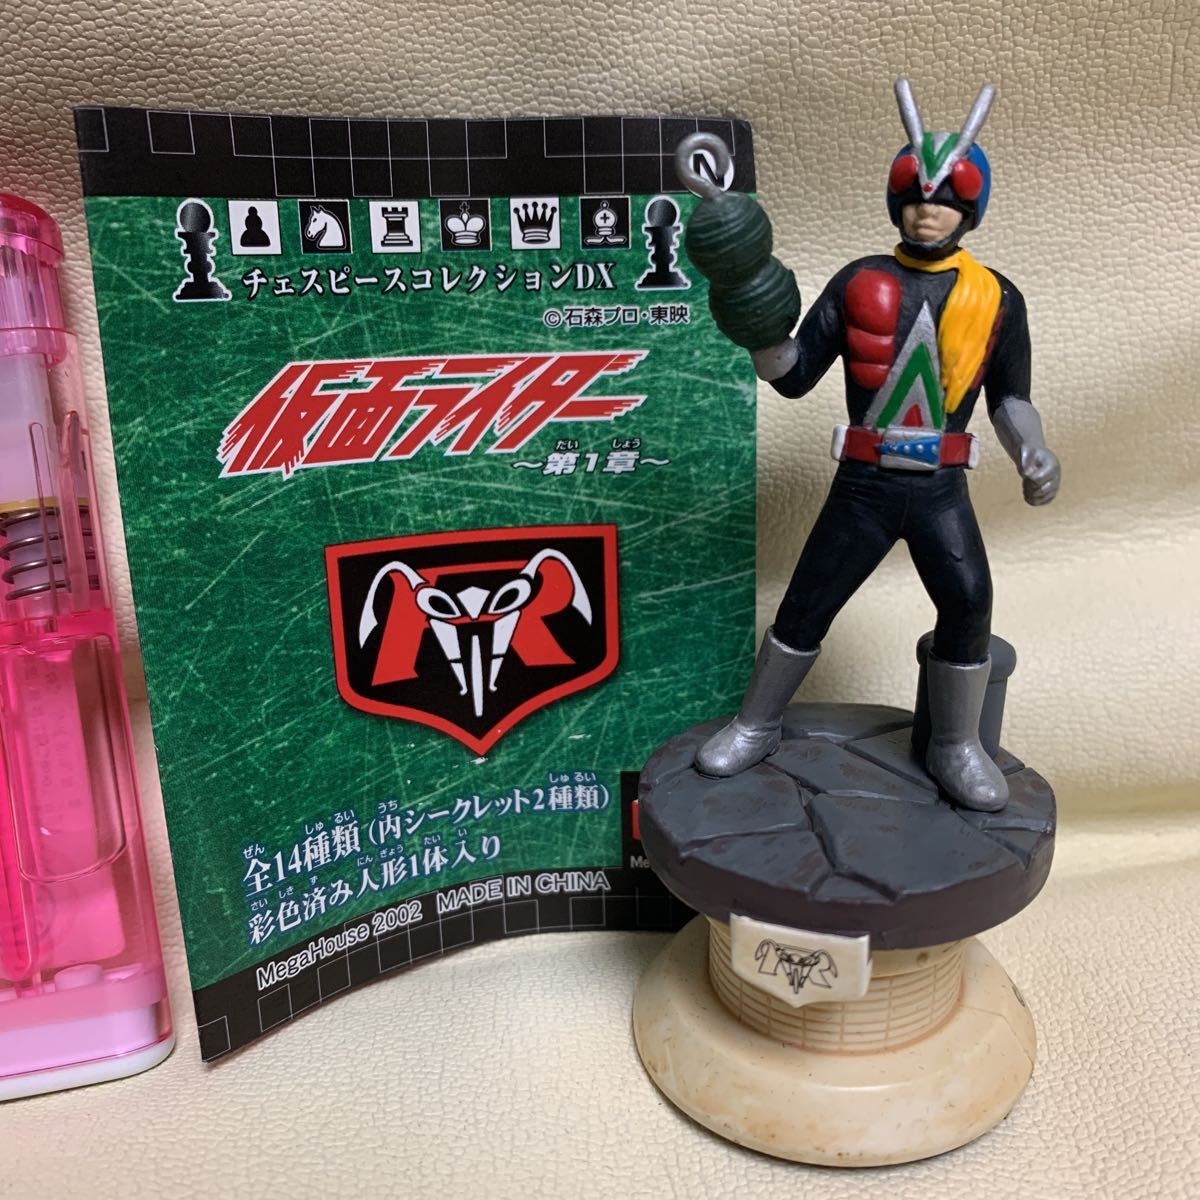 N
チェスピースコレクションDX
©石森プロ・東映
仮面ライダー
～第1章～
だい しょう
しゅ るい うち しゅ るい
全14種類(内シークレット2種類)
ぜん
にん ぎょう たい い
彩色済み人形1体入り
さい しき ず
MegaHouse 2002 MADE IN CHINA
Me